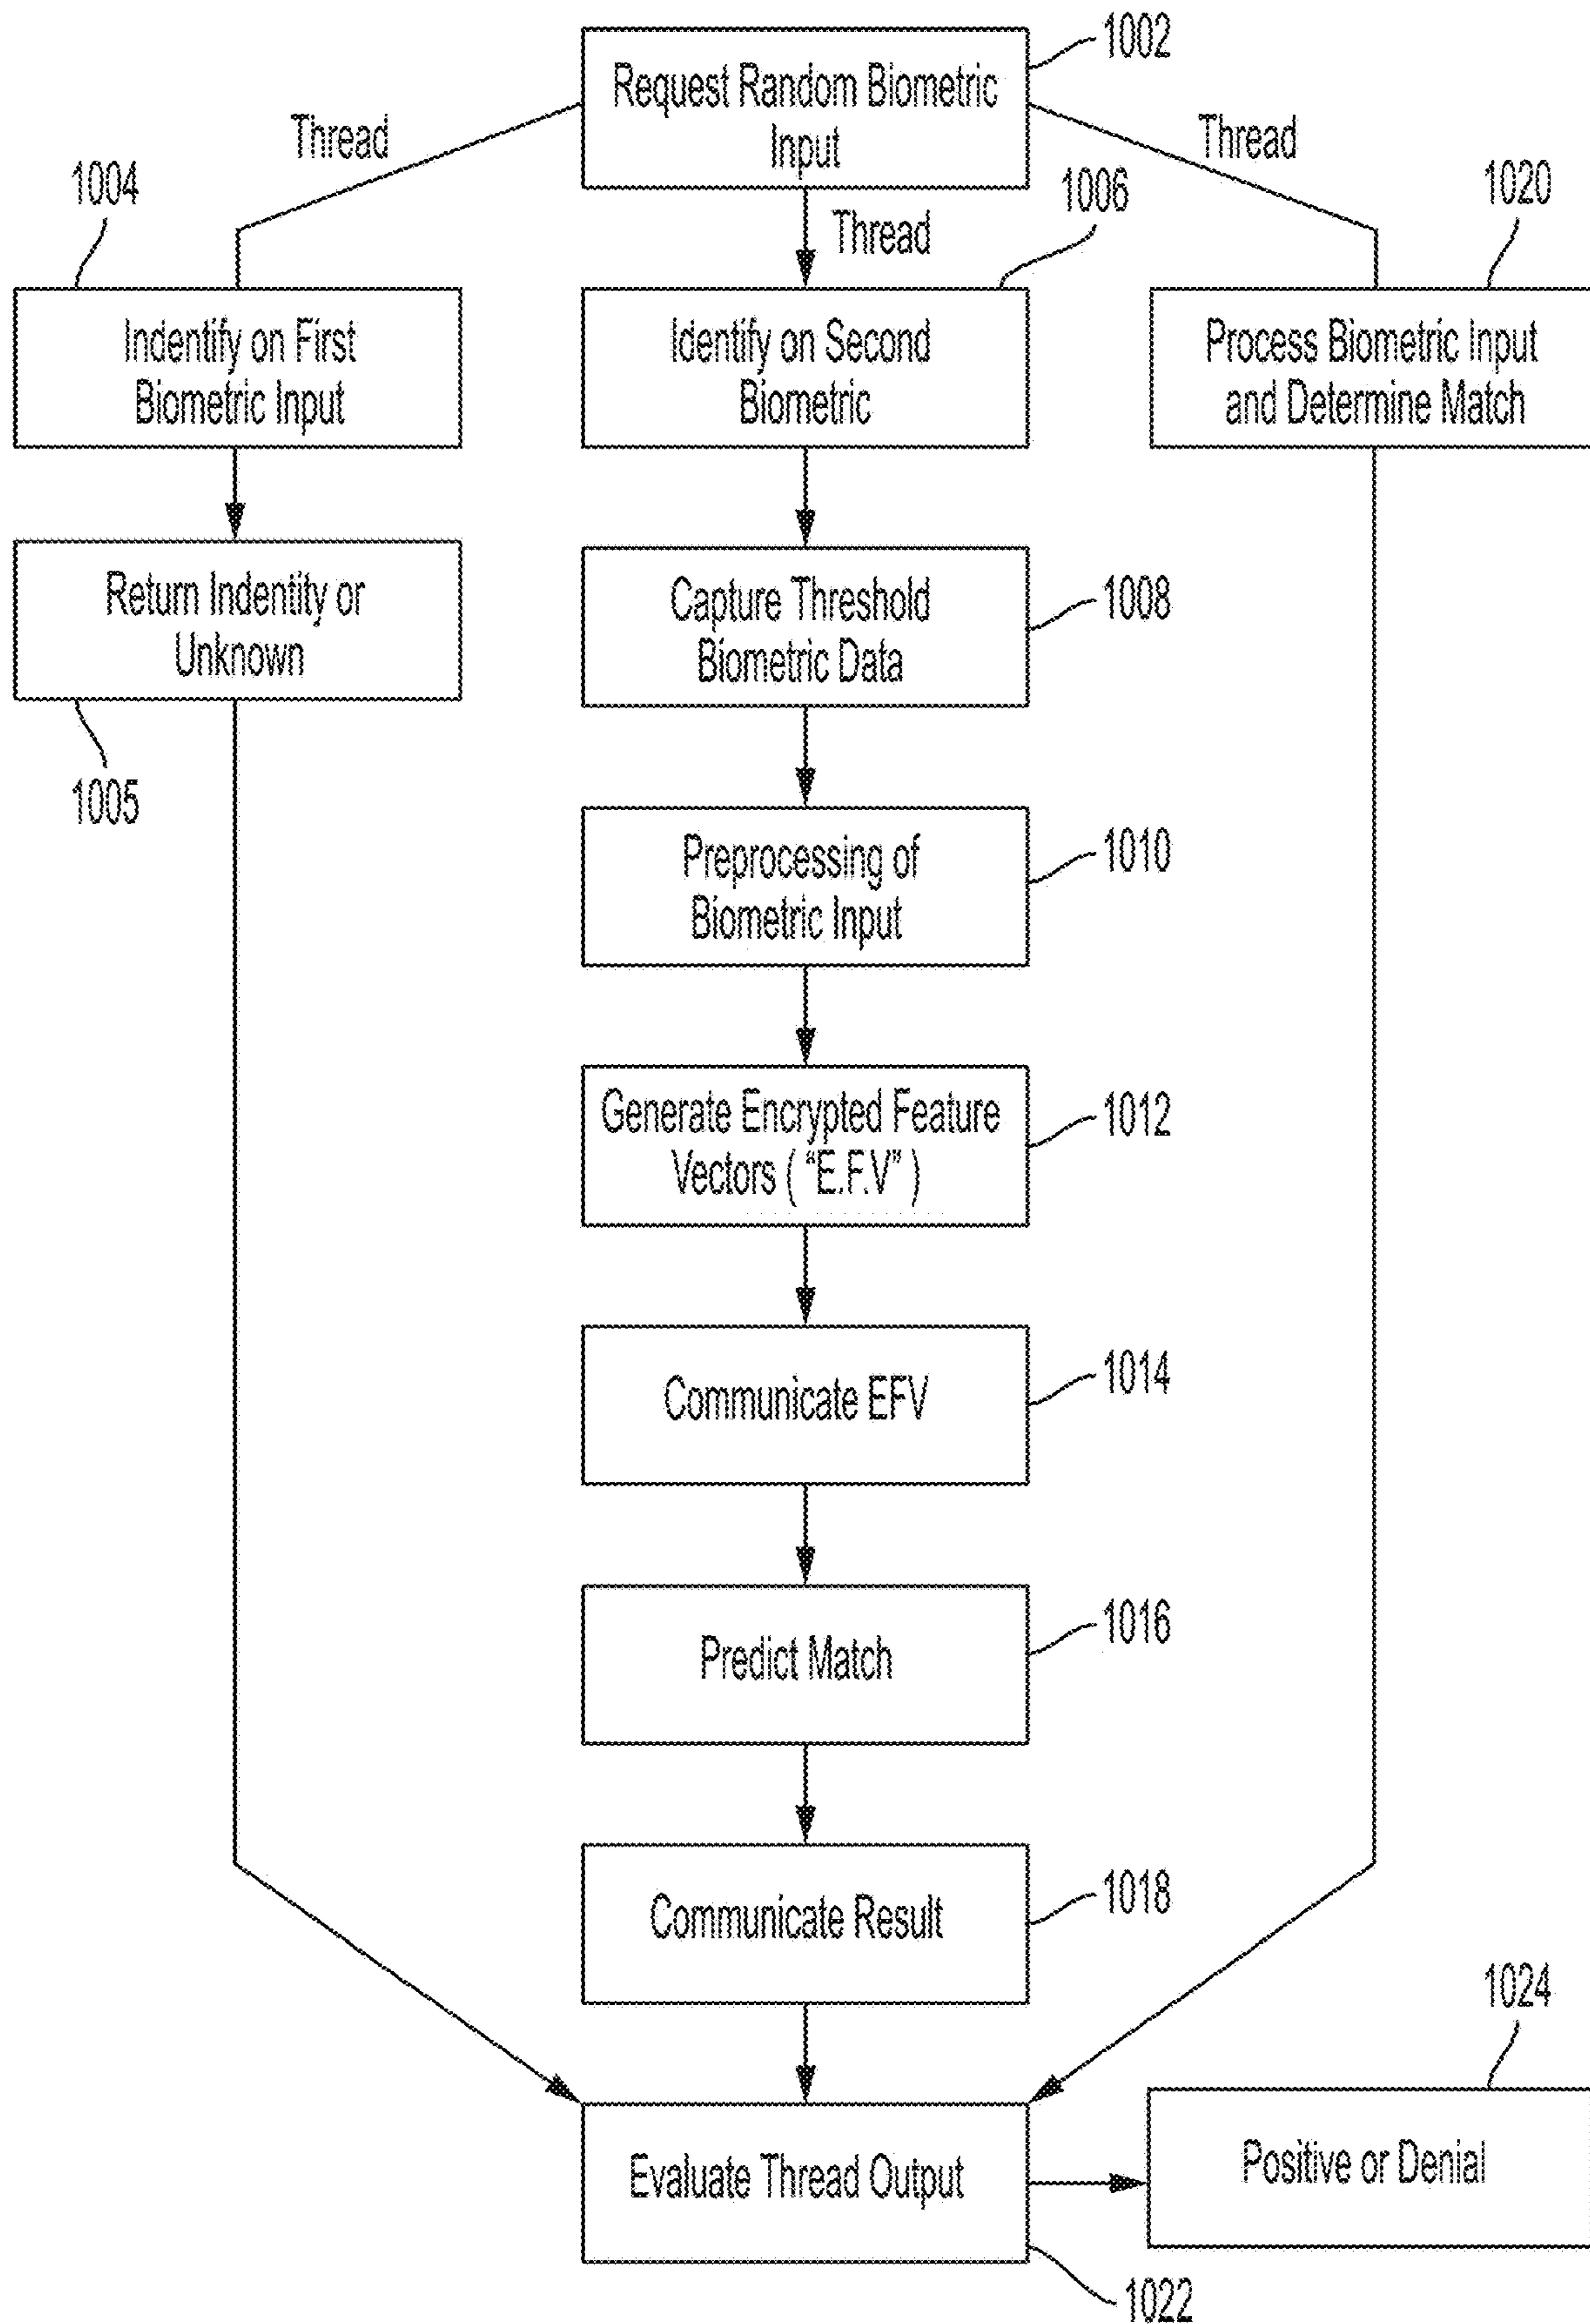 1002
Request Random Biometric
Input
Thread
Thread
Thread
1004
1006
1020
Indentify on First
Biometric Input
Identify on Second
Biometric
Process Biometric Input
and Determine Match
Return Indentity or
Unknown
1005
Capture Threshold
Biometric Data
1008
Preprocessing of
Biometric Input
1010
Generate Encrypted Feature
Vectors ( “E.F.V” )
1012
Communicate EFV
1014
Predict Match
1016
Communicate Result
1018
Evaluate Thread Output
1022
1024
Positive or Denial